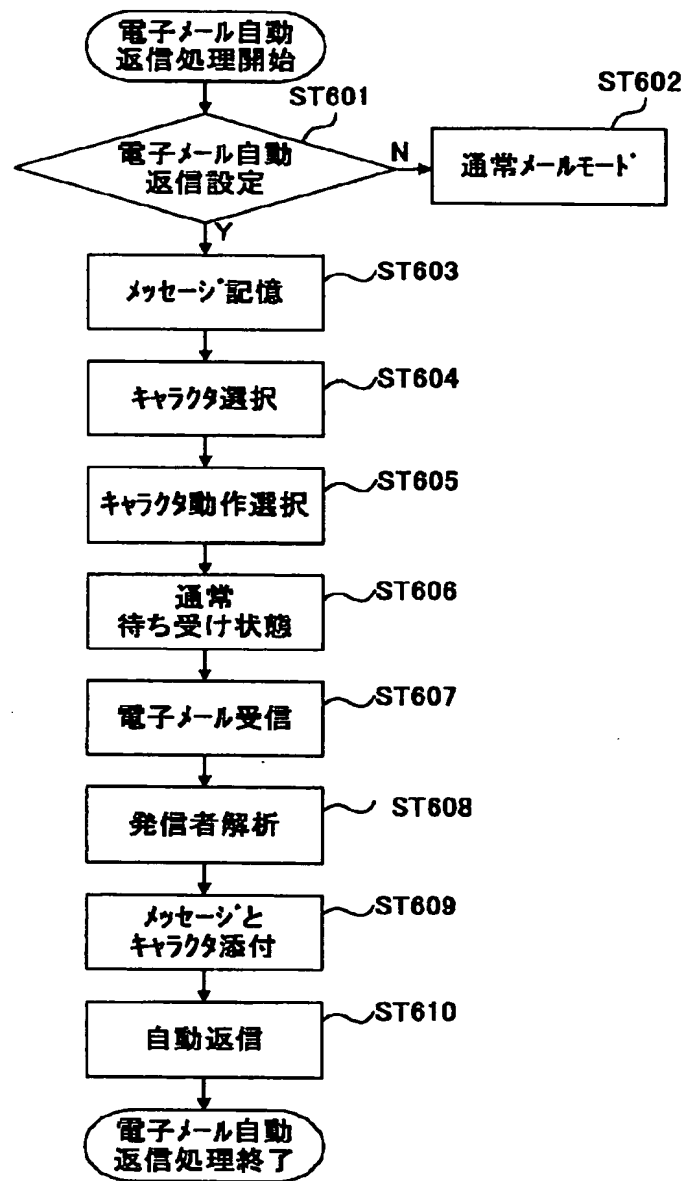 電子メール自動
返信処理開始
ST601
ST602
電子メール自動
返信設定
N
通常メールモード
Y
メッセージ記憶
ST603
キャラクタ選択
ST604
キャラクタ動作選択
ST605
通常
待ち受け状態
ST606
電子メール受信
ST607
発信者解析
ST608
メッセージと
キャラクタ添付
ST609
自動返信
ST610
電子メール自動
返信処理終了